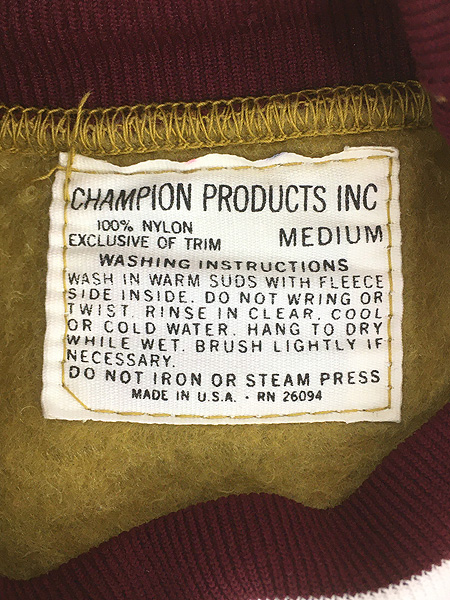 CHAMPION PRODUCTS INC
100% NYLON
EXCLUSIVE OF TRIM MEDIUM
WASHING INSTRUCTIONS
WASH IN WARM SUDS WITH FLEECE
SIDE INSIDE. DO NOT WRING OR
TWIST. RINSE IN CLEAR, COOL
OR COLD WATER. HANG TO DRY
WHILE WET. BRUSH LIGHTLY IF
NECESSARY.
DO NOT IRON OR STEAM PRESS
MADE IN U.S.A. · RN 26094